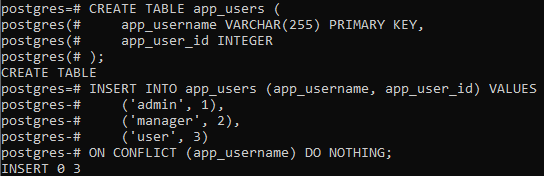 postgres=# CREATE TABLE app_users (
postgres(#     app_username VARCHAR(255) PRIMARY KEY,
postgres(#     app_user_id INTEGER
postgres(# );
CREATE TABLE
postgres=# INSERT INTO app_users (app_username, app_user_id) VALUES
postgres-#     ('admin', 1),
postgres-#     ('manager', 2),
postgres-#     ('user', 3)
postgres-# ON CONFLICT (app_username) DO NOTHING;
INSERT 0 3